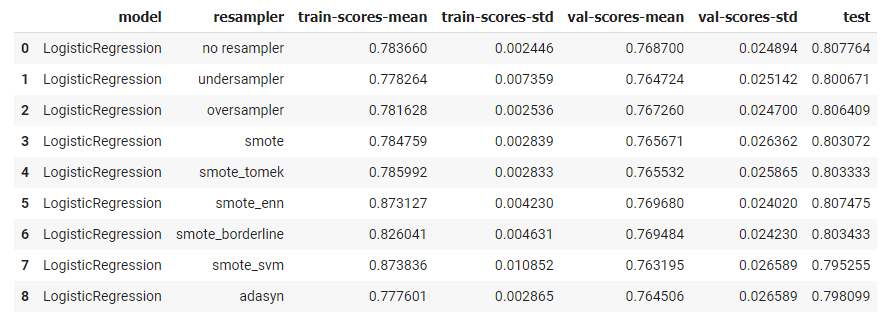 model resampler train-scores-mean train-scores-std val-scores-mean val-scores-std test
0 LogisticRegression no resampler 0.783660 0.002446 0.768700 0.024894 0.807764
1 LogisticRegression undersampler 0.778264 0.007359 0.764724 0.025142 0.800671
2 LogisticRegression oversampler 0.781628 0.002536 0.767260 0.024700 0.806409
3 LogisticRegression smote 0.784759 0.002839 0.765671 0.026362 0.803072
4 LogisticRegression smote_tomek 0.785992 0.002833 0.765532 0.025865 0.803333
5 LogisticRegression smote_enn 0.873127 0.004230 0.769680 0.024020 0.807475
6 LogisticRegression smote_borderline 0.826041 0.004631 0.769484 0.024230 0.803433
7 LogisticRegression smote_svm 0.873836 0.010852 0.763195 0.026589 0.795255
8 LogisticRegression adasyn 0.777601 0.002865 0.764506 0.026589 0.798099